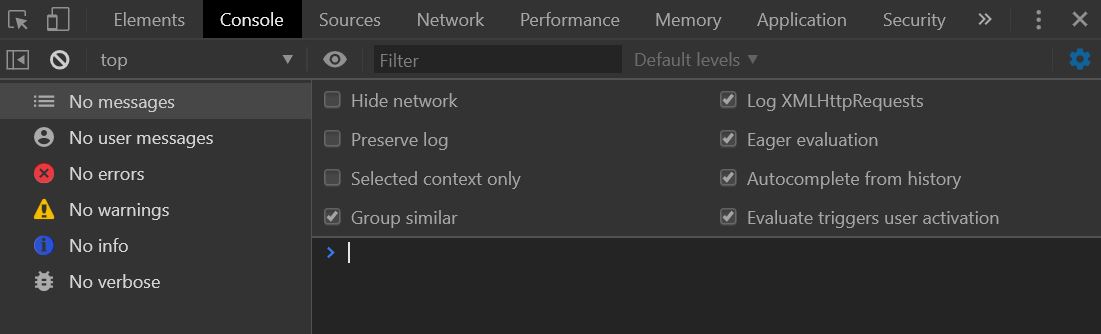 Elements Console Sources Network Performance Memory Application Security »
top Filter Default levels
No messages
No user messages
No errors
No warnings
No info
No verbose
Hide network Log XMLHttpRequests
Preserve log Eager evaluation
Selected context only Autocomplete from history
Group similar Evaluate triggers user activation